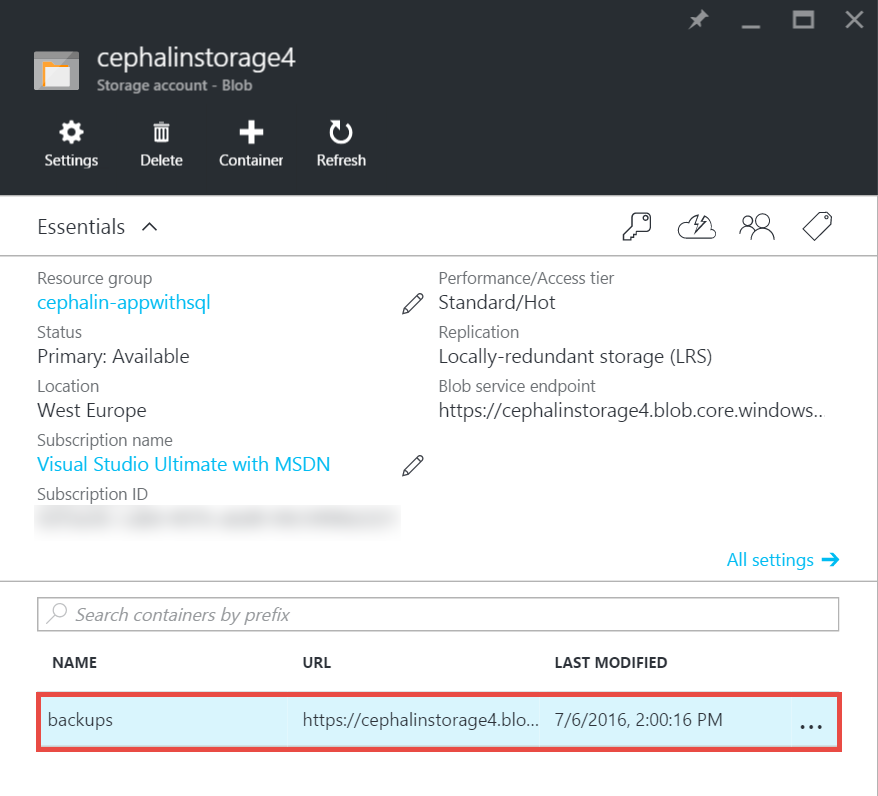 cephalinstorage4
Storage account - Blob
Settings Delete Container Refresh
Essentials
Resource group
cephalin-appwithsql
Status
Primary: Available
Location
West Europe
Subscription name
Visual Studio Ultimate with MSDN
Subscription ID
Performance/Access tier
Standard/Hot
Replication
Locally-redundant storage (LRS)
Blob service endpoint
https://cephalinstorage4.blob.core.windows...
All settings
Search containers by prefix
NAME URL LAST MODIFIED
backups https://cephalinstorage4.blo... 7/6/2016, 2:00:16 PM ...